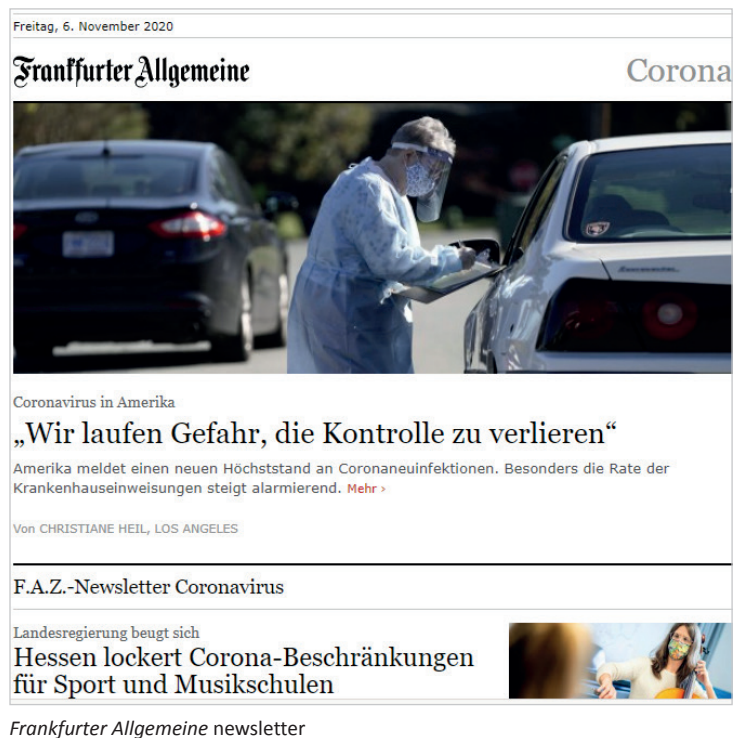 Freitag, 6. November 2020
Frankfurter Allgemeine
Corona
Coronavirus in Amerika
„Wir laufen Gefahr, die Kontrolle zu verlieren“
Amerika meldet einen neuen Höchststand an Coronaneuinfektionen. Besonders die Rate der
Krankenhauseinweisungen steigt alarmierend. Mehr ›
Von CHRISTIANE HEIL, LOS ANGELES
F.A.Z.-Newsletter Coronavirus
Landesregierung beugt sich
Hessen lockert Corona-Beschränkungen
für Sport und Musikschulen
Frankfurter Allgemeine newsletter